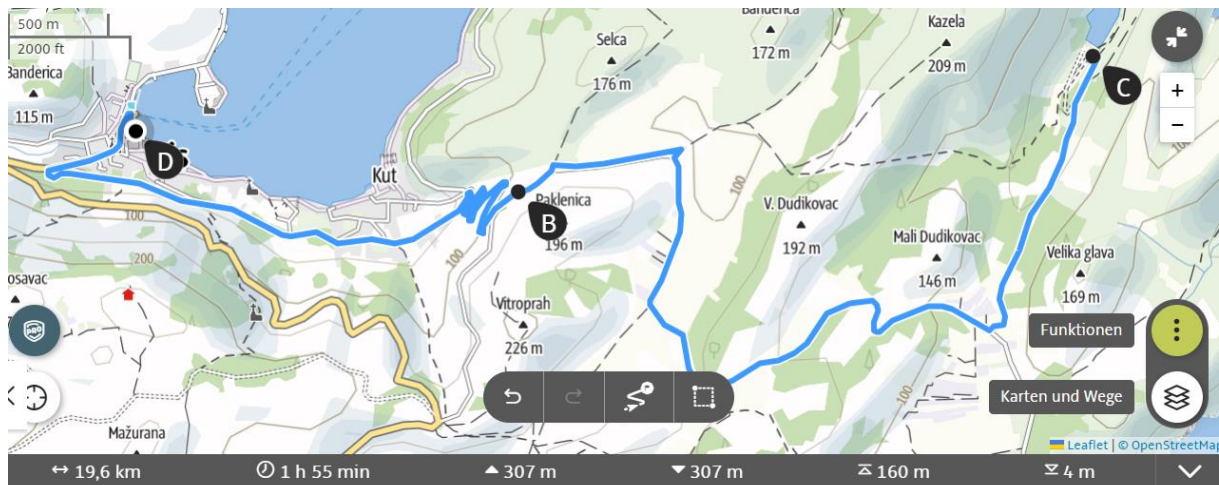 500 m
2000 ft
Banderica
115 m
Selca
176 m
172 m
Kazela
209 m
C
+
−
D
Kut
B
Paklenica
196 m
100
V. Dudikovac
192 m
Mali Dudikovac
146 m
Velika glava
169 m
100
100
100
200
osavac
PRO
Vitroprah
226 m
Funktionen
Karten und Wege
Mažurana
Leaflet | © OpenStreetMap
19,6 km
1 h 55 min
307 m
307 m
160 m
4 m